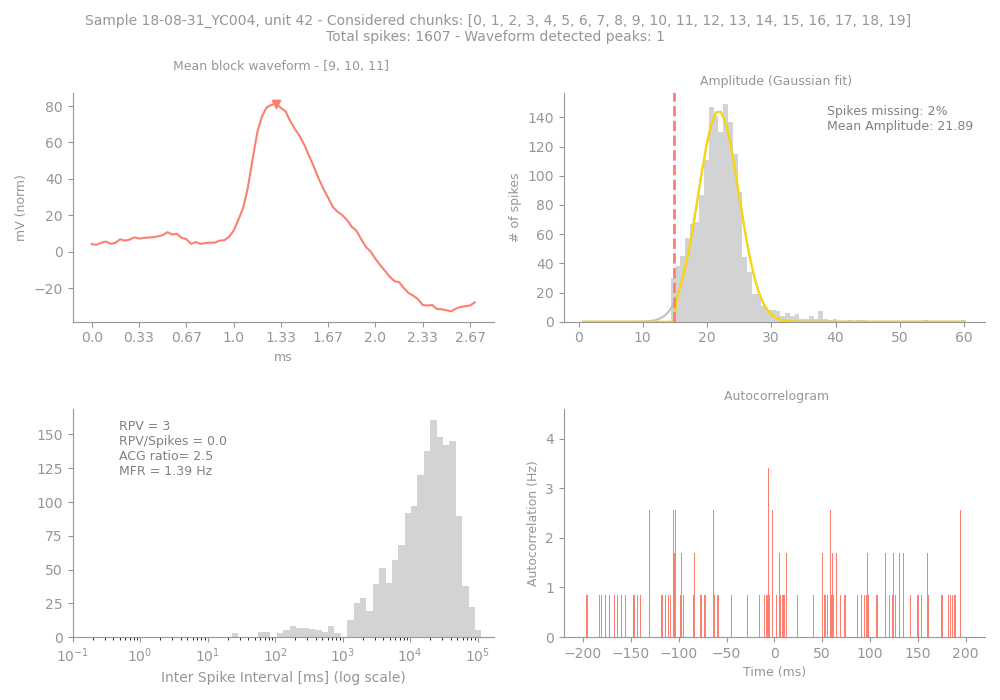 Sample 18-08-31_YC004, unit 42 - Considered chunks: [0, 1, 2, 3, 4, 5, 6, 7, 8, 9, 10, 11, 12, 13, 14, 15, 16, 17, 18, 19]
Total spikes: 1607 - Waveform detected peaks: 1
Mean block waveform - [9, 10, 11]
mV (norm)
80
60
40
20
0
−20
0.0 0.33 0.67 1.0 1.33 1.67 2.0 2.33 2.67
ms
Amplitude (Gaussian fit)
Spikes missing: 2%
Mean Amplitude: 21.89
# of spikes
140
120
100
80
60
40
20
0
0 10 20 30 40 50 60
RPV = 3
RPV/Spikes = 0.0
ACG ratio= 2.5
MFR = 1.39 Hz
150
125
100
75
50
25
0
10⁻¹ 10⁰ 10¹ 10² 10³ 10⁴ 10⁵
Inter Spike Interval [ms] (log scale)
Autocorrelogram
Autocorrelation (Hz)
4
3
2
1
0
−200 −150 −100 −50 0 50 100 150 200
Time (ms)